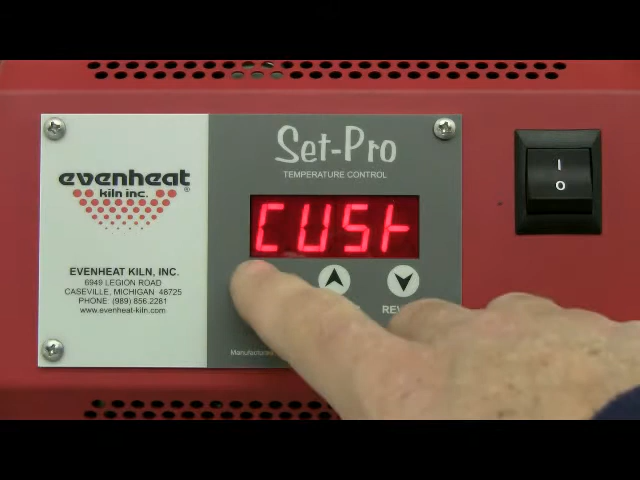 Set-Pro
TEMPERATURE CONTROL
evenheat®
kiln inc.
CUSt
I
O
EVENHEAT KILN, INC.
6949 LEGION ROAD
CASEVILLE, MICHIGAN 48725
PHONE: (989) 856.2281
www.evenheat-kiln.com